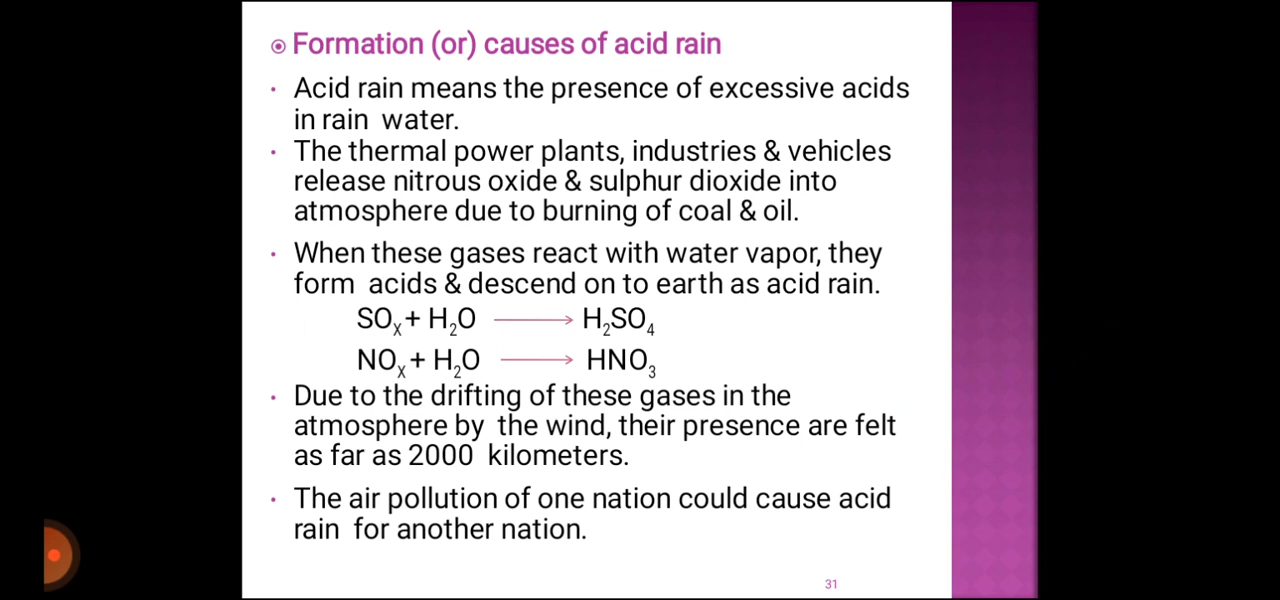 Formation (or) causes of acid rain
• Acid rain means the presence of excessive acids
in rain water.
• The thermal power plants, industries & vehicles
release nitrous oxide & sulphur dioxide into
atmosphere due to burning of coal & oil.
• When these gases react with water vapor, they
form acids & descend on to earth as acid rain.
SOₓ + H₂O ⟶ H₂SO₄
NOₓ + H₂O ⟶ HNO₃
• Due to the drifting of these gases in the
atmosphere by the wind, their presence are felt
as far as 2000 kilometers.
• The air pollution of one nation could cause acid
rain for another nation.
31